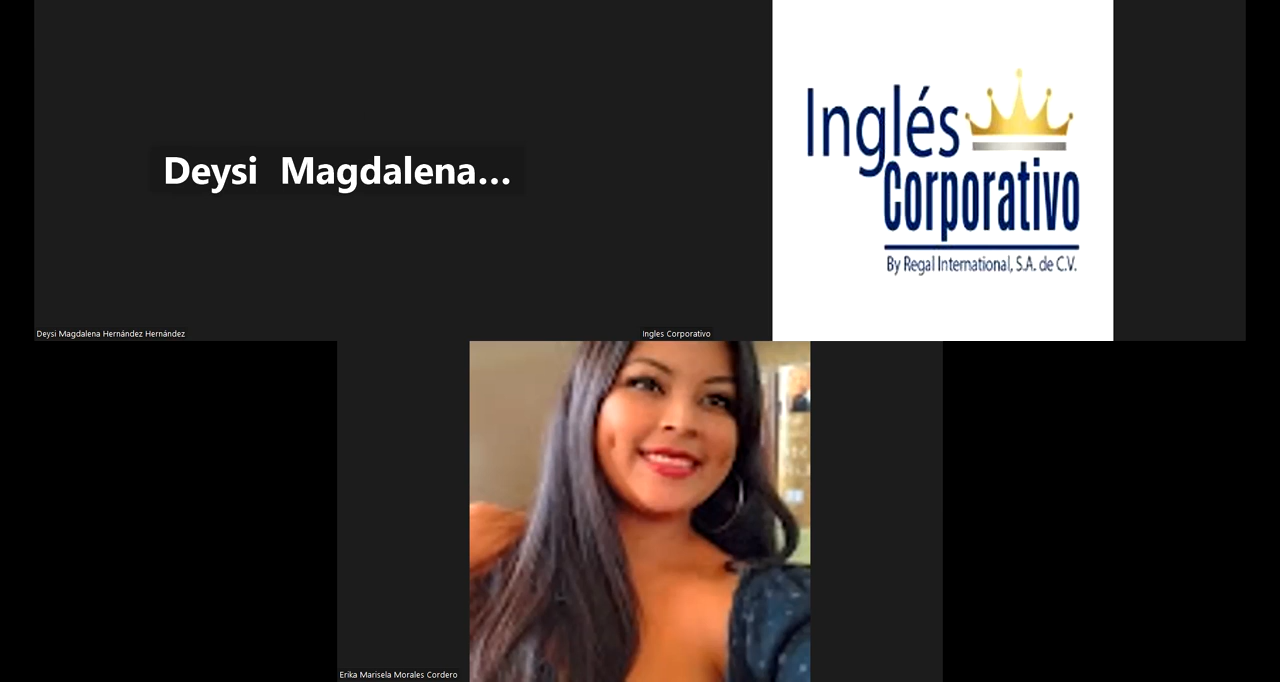 Deysi  Magdalena...
Deysi Magdalena Hernández Hernández
Inglés
Corporativo
By Regal International, S.A. de C.V.
Ingles Corporativo
Erika Marisela Morales Cordero